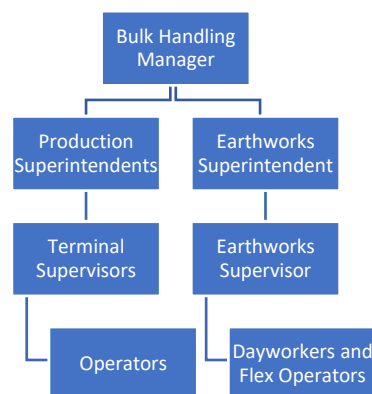 Bulk Handling
Manager
Production
Superintendents
Earthworks
Superintendent
Terminal
Supervisors
Earthworks
Supervisor
Operators
Dayworkers and
Flex Operators